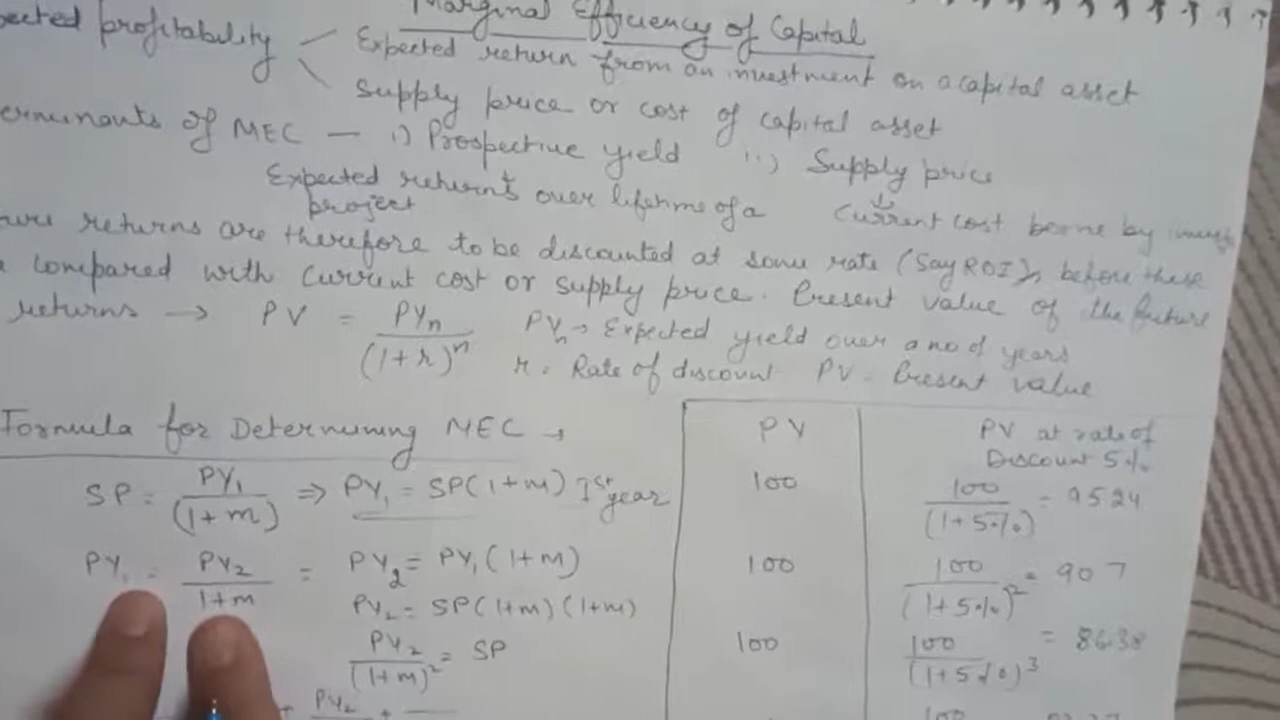 Marginal Efficiency of Capital
pected profitability
Expected return from an investment on a capital asset
Supply price or cost of capital asset
erminants of MEC — i) Prospective yield ii) Supply price
Expected returns over lifetime of a project
Current cost borne by
ure returns are therefore to be discounted at some rate (Say ROI), before these
compared with current cost or supply price. Present value of the future
returns → PV = PYn / (1+r)^n
PYn → Expected yield over a no of years
r. Rate of discount PV. Present value
Formula for Determining MEC →
SP = PY1 / (1+m) ⇒ PY1 = SP(1+m) Ist year
PY1 = PY2 / 1+m = PY2 = PY1(1+m)
PY2 = SP(1+m)(1+m)
PY2 / (1+m)^2 = SP
PY2 +
PY
PV at rate of Discount 5%
100
100 / (1+5%) = 95.24
100
100 / (1+5%)^2 = 90 7
100
100 / (1+5%)^3 = 86.38
100